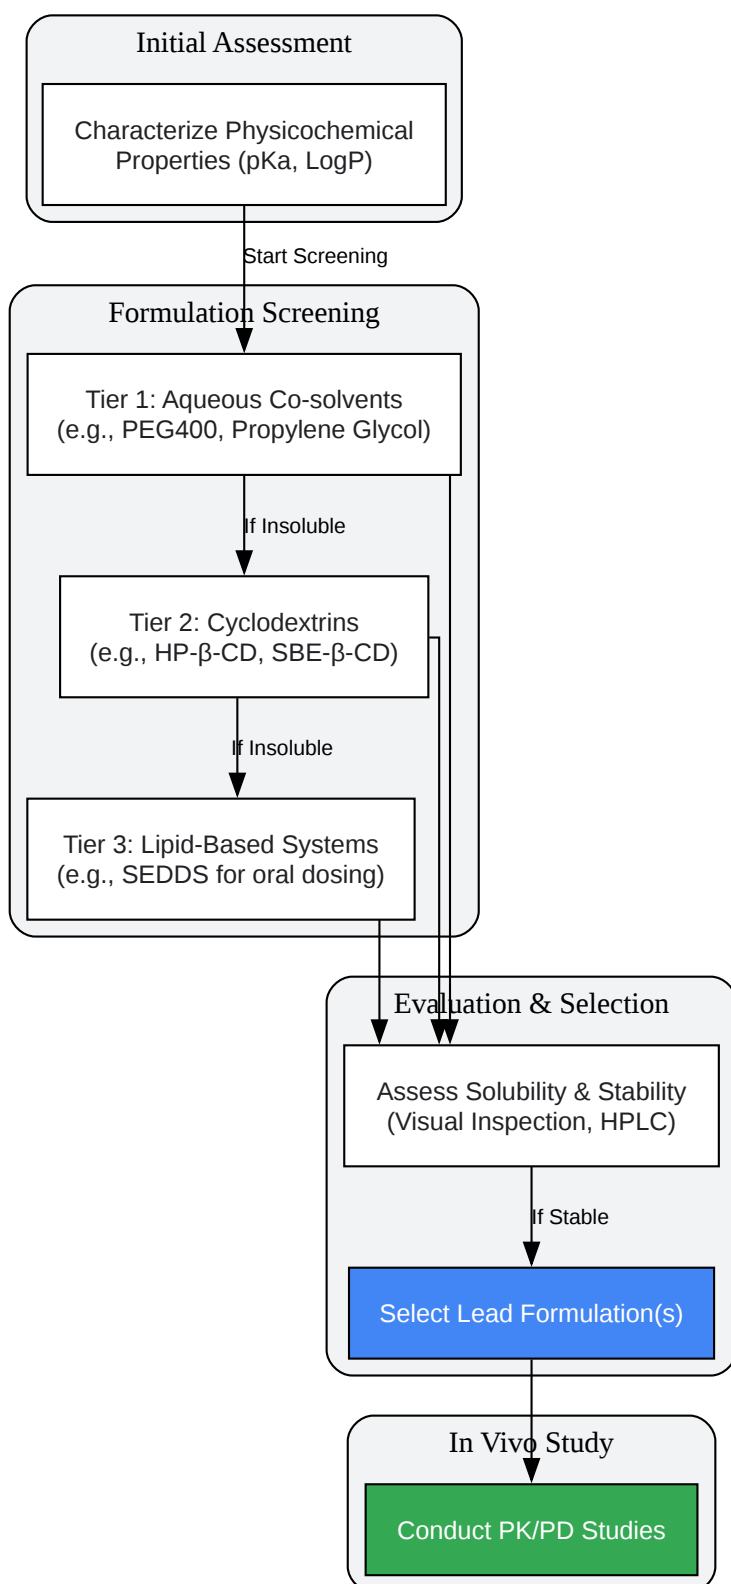 Initial Assessment
Characterize Physicochemical
Properties (pKa, LogP)
Start Screening
Formulation Screening
Tier 1: Aqueous Co-solvents
(e.g., PEG400, Propylene Glycol)
If Insoluble
Tier 2: Cyclodextrins
(e.g., HP-β-CD, SBE-β-CD)
If Insoluble
Tier 3: Lipid-Based Systems
(e.g., SEDDS for oral dosing)
Evaluation & Selection
Assess Solubility & Stability
(Visual Inspection, HPLC)
If Stable
Select Lead Formulation(s)
In Vivo Study
Conduct PK/PD Studies